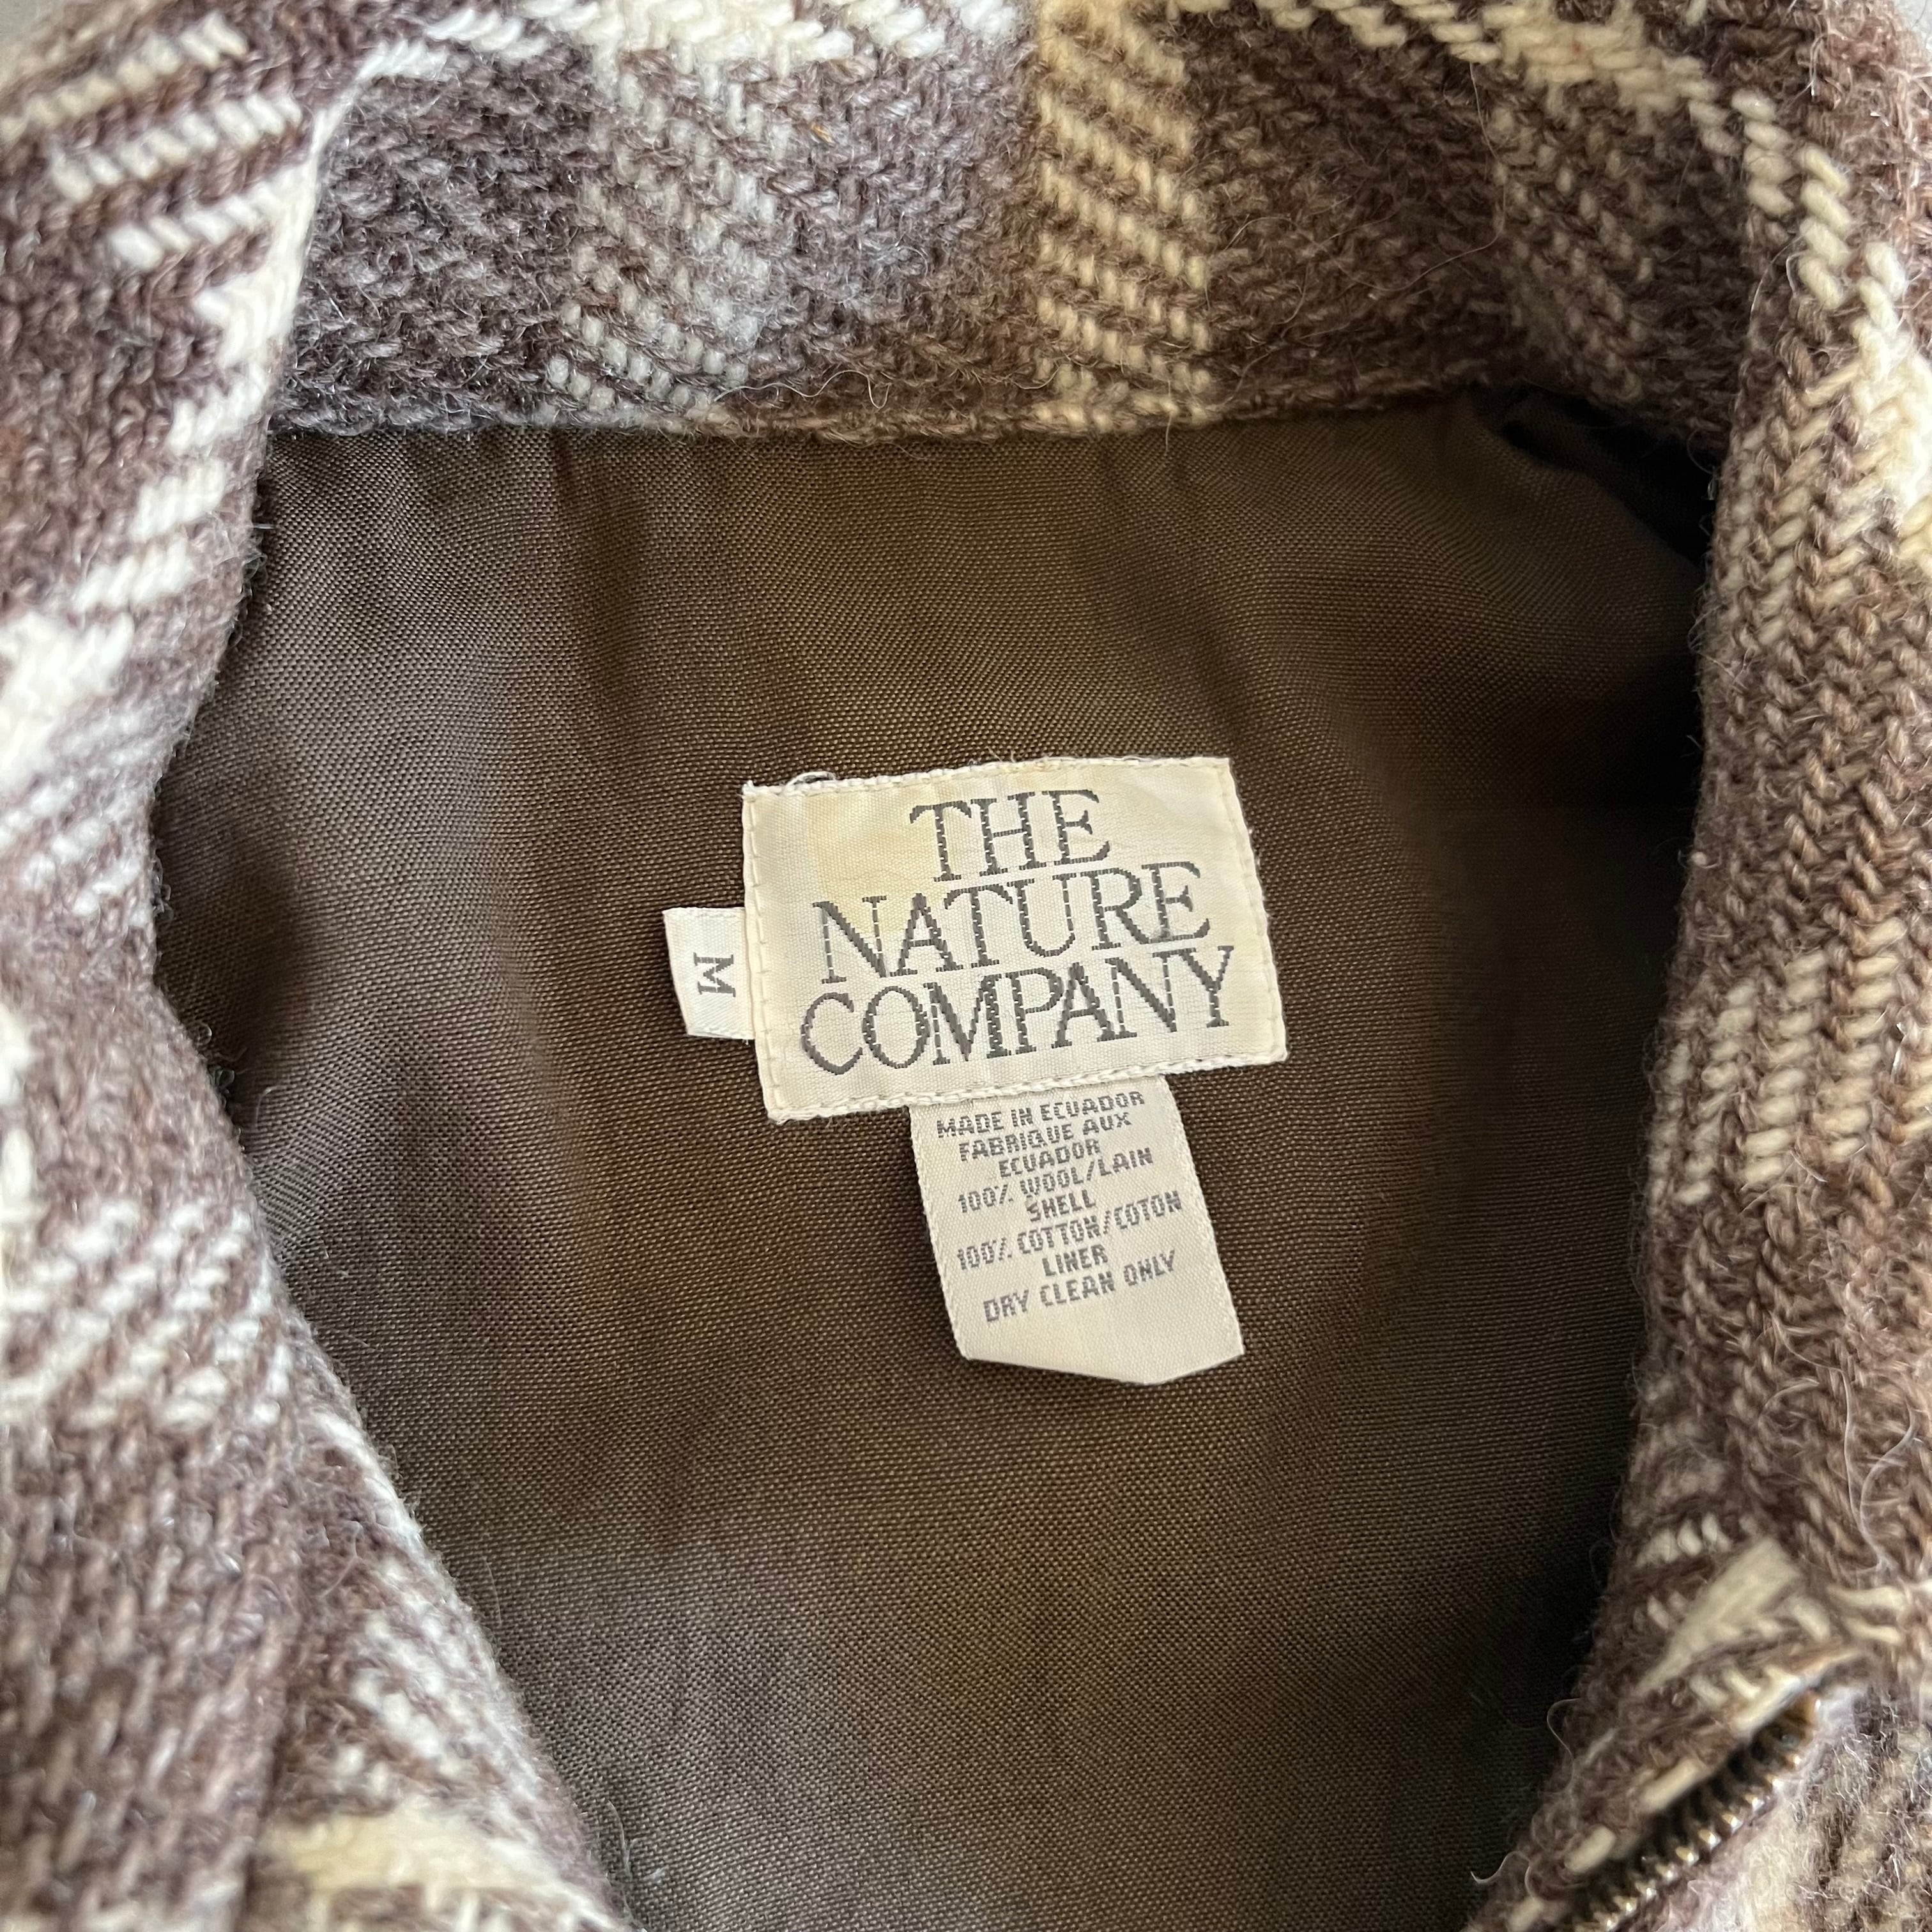 THE
NATURE
COMPANY
M
MADE IN ECUADOR
FABRIQUE AUX
ECUADOR
100% WOOL/LAIN
SHELL
100% COTTON/COTON
LINER
DRY CLEAN ONLY